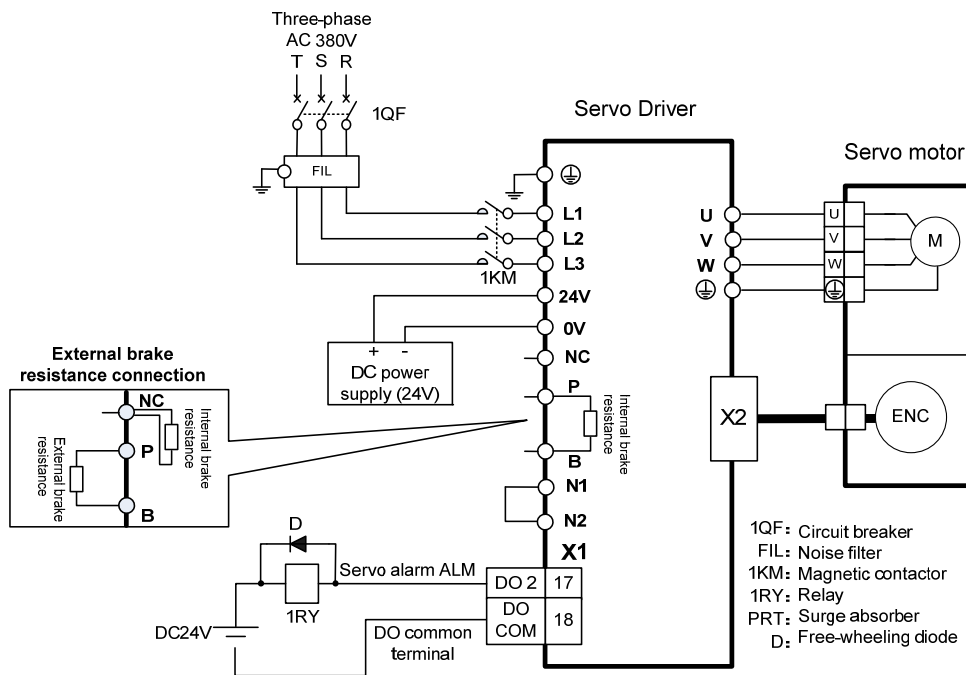 Three-phase
AC 380V
T S R
1QF
FIL
Servo Driver
Servo motor
L1
L2
L3
1KM
24V
0V
NC
P
B
N1
N2
X1
U
V
W
U
V
W
M
+ -
DC power
supply (24V)
Internal brake
resistance
X2
ENC
External brake
resistance connection
NC
P
B
Internal brake
resistance
External brake
resistance
D
1RY
Servo alarm ALM
DO 2 17
DO
COM 18
DC24V
DO common
terminal
1QF: Circuit breaker
FIL: Noise filter
1KM: Magnetic contactor
1RY: Relay
PRT: Surge absorber
D: Free-wheeling diode